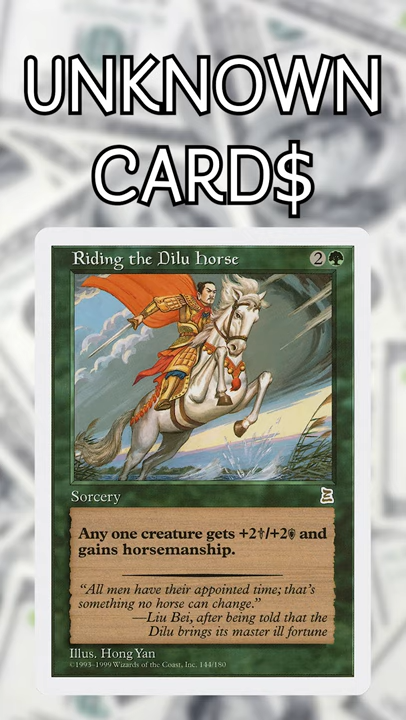 UNKNOWN
CARD$
Riding the Dilu Horse 2
Sorcery
Any one creature gets +2/+2 and
gains horsemanship.
"All men have their appointed time; that's
something no horse can change."
—Liu Bei, after being told that the
Dilu brings its master ill fortune
Illus. Hong Yan
©1993–1999 Wizards of the Coast, Inc. 144/180